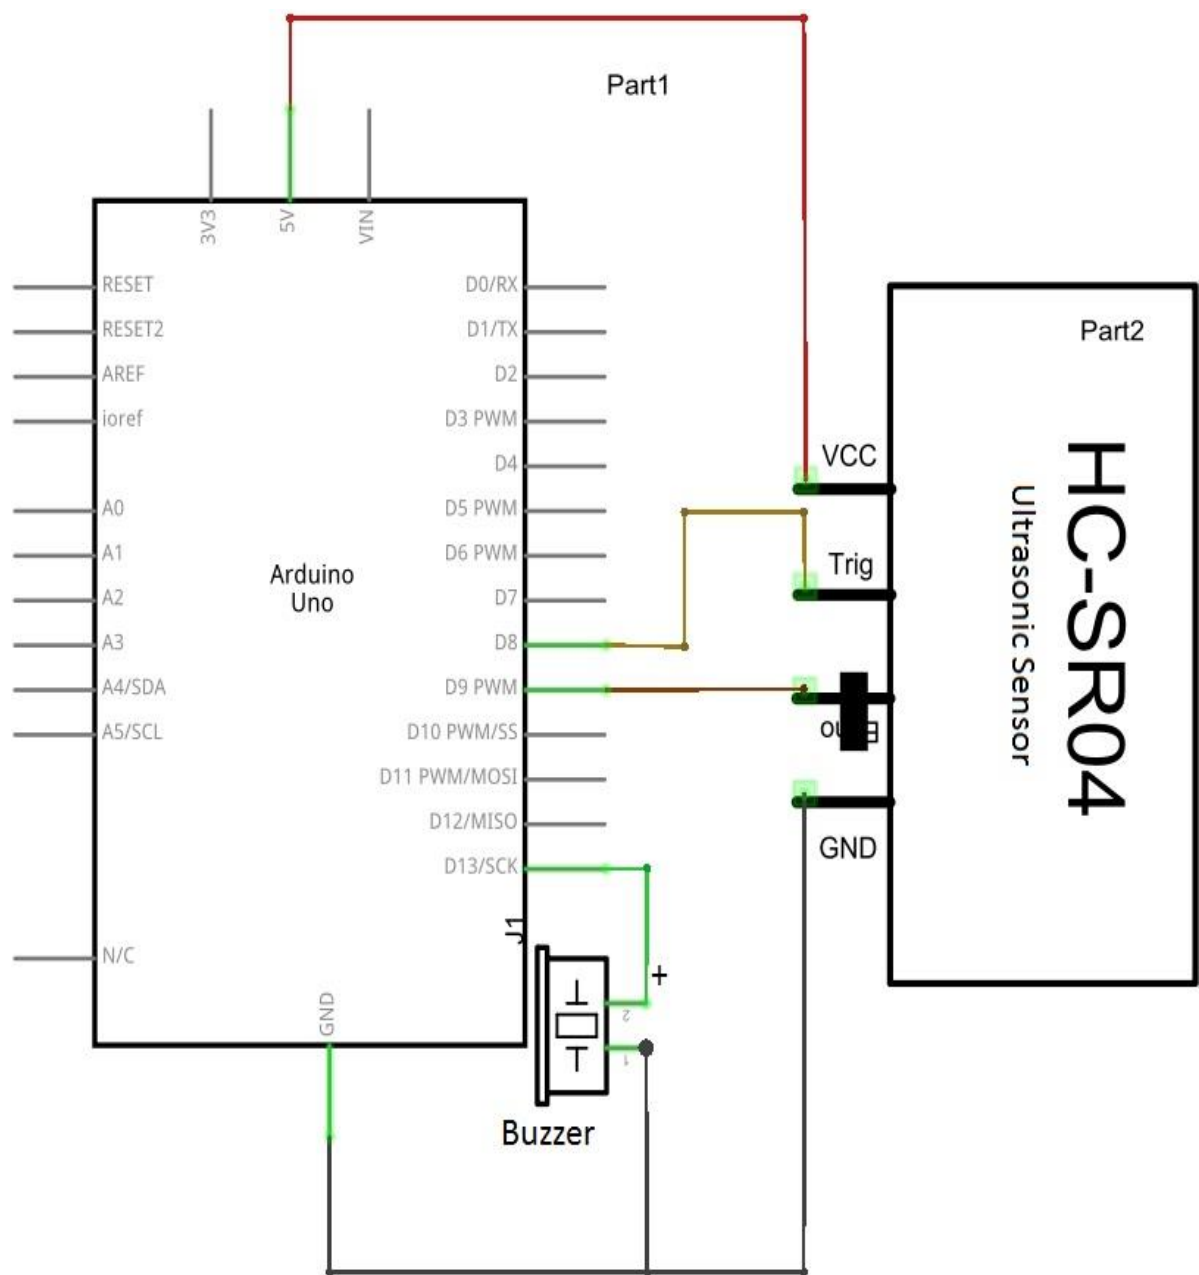 Part1
3V3
5V
VIN
RESET
RESET2
AREF
ioref
A0
A1
A2
A3
A4/SDA
A5/SCL
N/C
Arduino
Uno
D0/RX
D1/TX
D2
D3 PWM
D4
D5 PWM
D6 PWM
D7
D8
D9 PWM
D10 PWM/SS
D11 PWM/MOSI
D12/MISO
D13/SCK
GND
J1
+
2
1
Buzzer
Part2
VCC
Trig
GND
HC-SR04
Ultrasonic Sensor